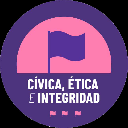 CÍVICA, ÉTICA
E INTEGRIDAD